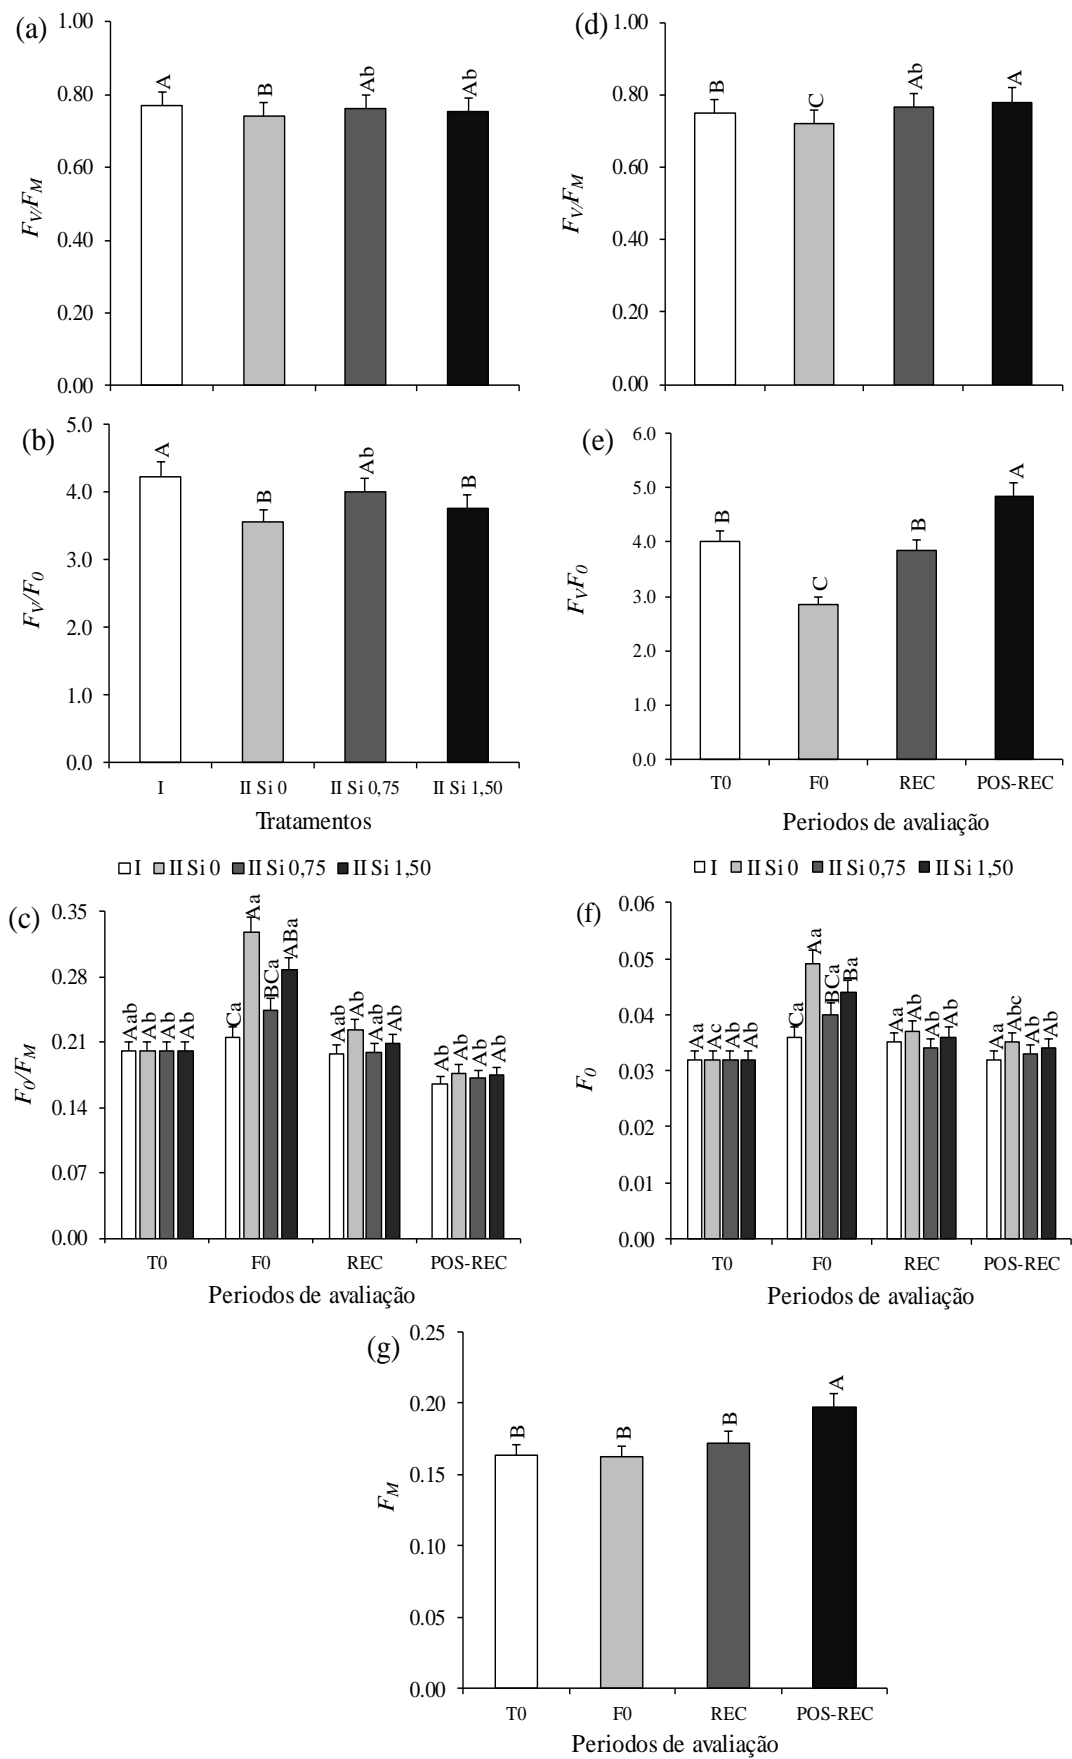 (a)
1.00
0.80
0.60
0.40
0.20
0.00
FV/FM
A
B
Ab
Ab
(d)
1.00
0.80
0.60
0.40
0.20
0.00
FV/FM
B
C
Ab
A
(b)
5.0
4.0
3.0
2.0
1.0
0.0
FV/F0
A
B
Ab
B
I II Si 0 II Si 0,75 II Si 1,50
Tratamentos
(e)
6.0
5.0
4.0
3.0
2.0
1.0
0.0
FVF0
B
C
B
A
T0 F0 REC POS-REC
Periodos de avaliação
I II Si 0 II Si 0,75 II Si 1,50
(c)
0.35
0.28
0.21
0.14
0.07
0.00
F0/FM
Aab Ab Ab Ab
Ca Aa BCa ABa
Aab Ab Aab Ab
Ab Ab Ab Ab
T0 F0 REC POS-REC
Periodos de avaliação
I II Si 0 II Si 0,75 II Si 1,50
(f)
0.06
0.05
0.04
0.03
0.02
0.01
0.00
F0
Aa Ac Ab Ab
Ca Aa BCa Ba
Aa Ab Ab Ab
Aa Abc Ab Ab
T0 F0 REC POS-REC
Periodos de avaliação
(g)
0.25
0.20
0.15
0.10
0.05
0.00
FM
B
B
B
A
T0 F0 REC POS-REC
Periodos de avaliação